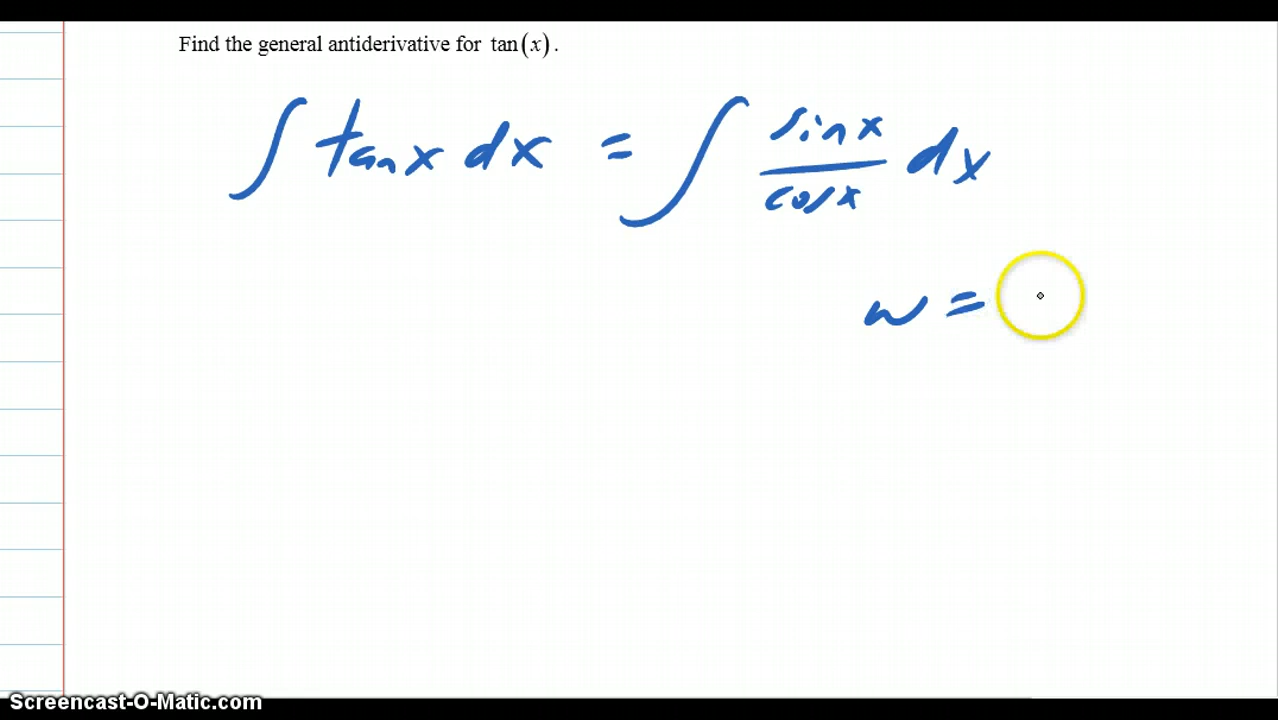 Find the general antiderivative for tan(x).
∫ tan x dx = ∫ sin x / cos x dx
w =
Screencast-O-Matic.com